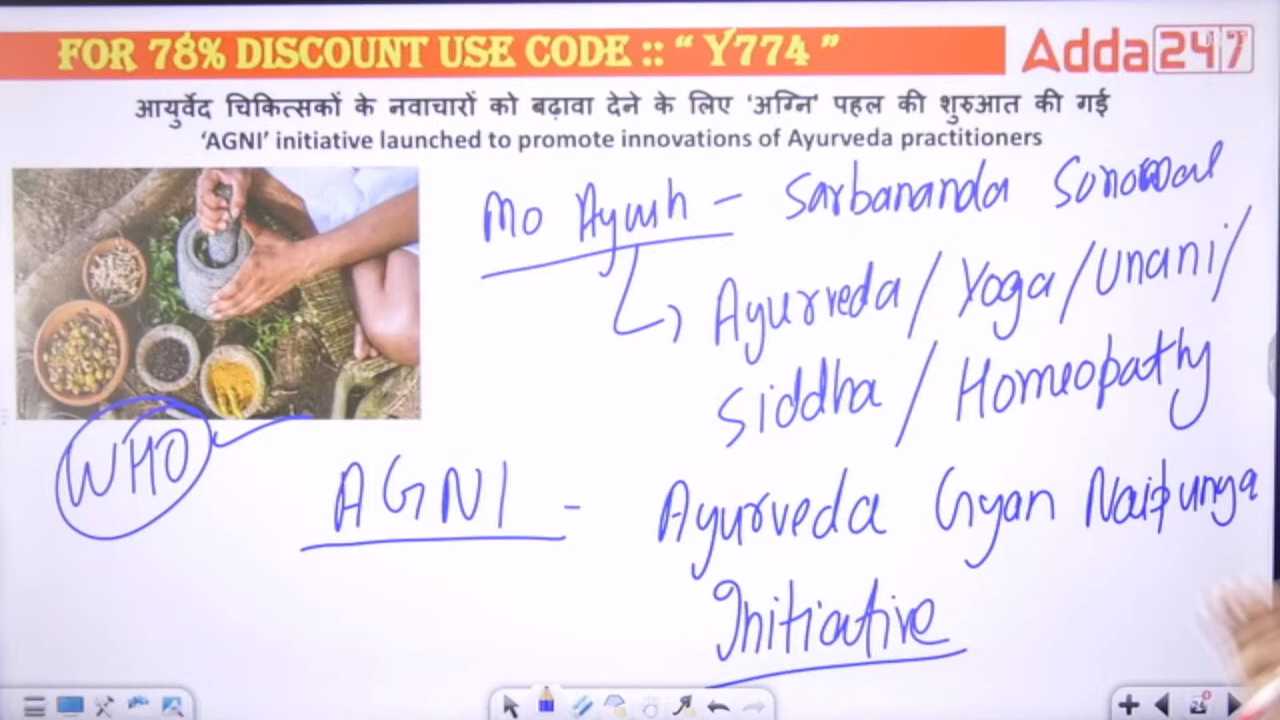 FOR 78% DISCOUNT USE CODE :: “ Y774 ”
Adda 247
आयुर्वेद चिकित्सकों के नवाचारों को बढ़ावा देने के लिए ‘अग्नि’ पहल की शुरुआत की गई
‘AGNI’ initiative launched to promote innovations of Ayurveda practitioners
Mo Ayush - Sarbananda Sonowal
Ayurveda / Yoga / Unani /
Siddha / Homeopathy
WHO
AGNI - Ayurveda Gyan Naipunya
Initiative